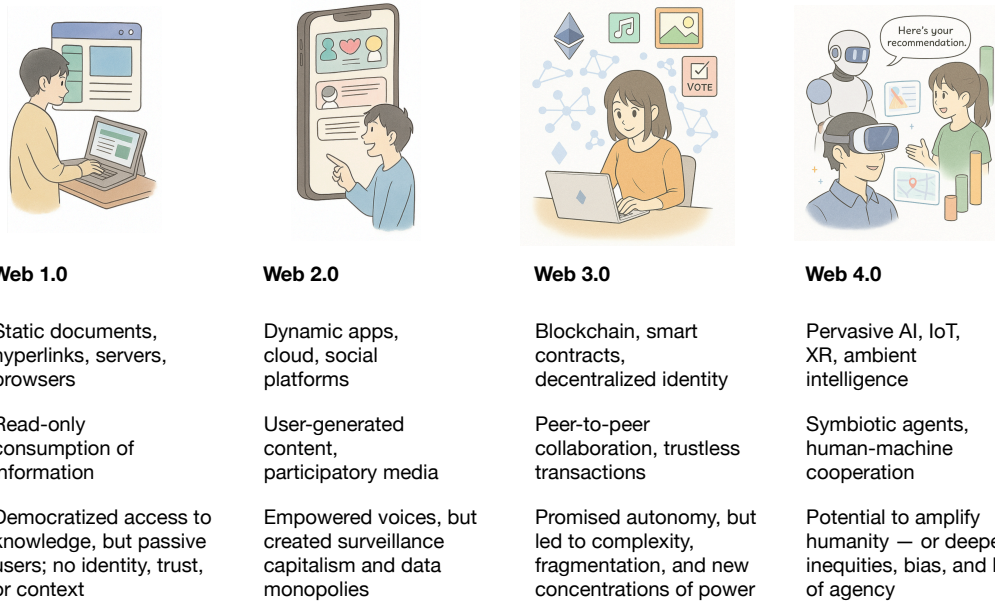 Here's your
recommendation.
VOTE
Web 1.0
Static documents,
hyperlinks, servers,
browsers
Read-only
consumption of
information
Democratized access to
knowledge, but passive
users; no identity, trust,
or context
Web 2.0
Dynamic apps,
cloud, social
platforms
User-generated
content,
participatory media
Empowered voices, but
created surveillance
capitalism and data
monopolies
Web 3.0
Blockchain, smart
contracts,
decentralized identity
Peer-to-peer
collaboration, trustless
transactions
Promised autonomy, but
led to complexity,
fragmentation, and new
concentrations of power
Web 4.0
Pervasive AI, IoT,
XR, ambient
intelligence
Symbiotic agents,
human-machine
cooperation
Potential to amplify
humanity — or deepe
inequities, bias, and
of agency